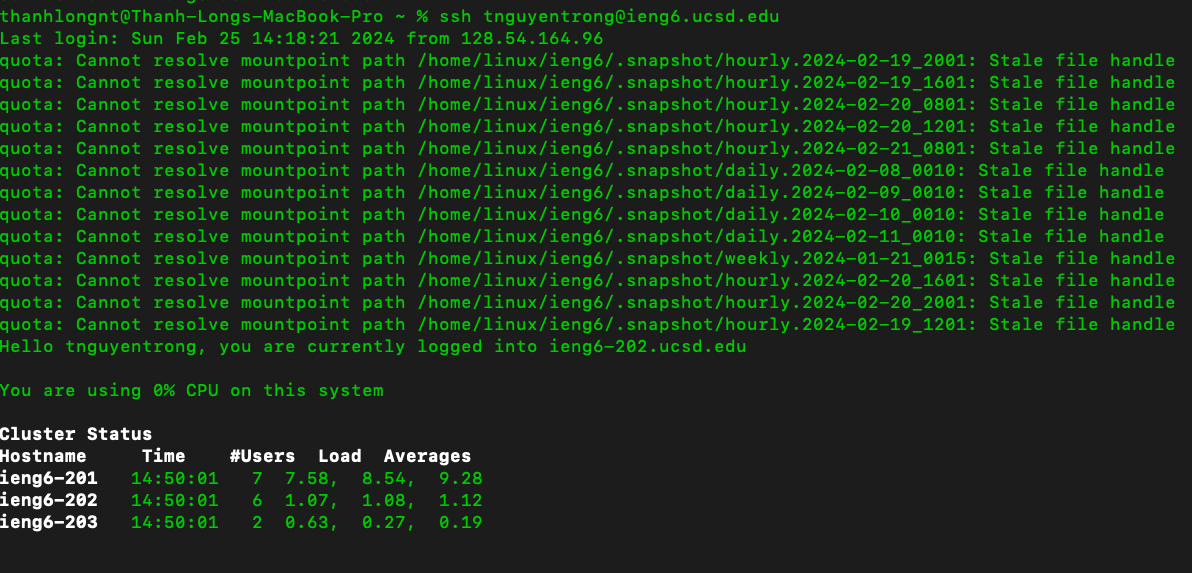 thanhlongnt@Thanh-Longs-MacBook-Pro ~ % ssh tnguyentrong@ieng6.ucsd.edu
Last login: Sun Feb 25 14:18:21 2024 from 128.54.164.96
quota: Cannot resolve mountpoint path /home/linux/ieng6/.snapshot/hourly.2024-02-19_2001: Stale file handle
quota: Cannot resolve mountpoint path /home/linux/ieng6/.snapshot/hourly.2024-02-19_1601: Stale file handle
quota: Cannot resolve mountpoint path /home/linux/ieng6/.snapshot/hourly.2024-02-20_0801: Stale file handle
quota: Cannot resolve mountpoint path /home/linux/ieng6/.snapshot/hourly.2024-02-20_1201: Stale file handle
quota: Cannot resolve mountpoint path /home/linux/ieng6/.snapshot/hourly.2024-02-21_0801: Stale file handle
quota: Cannot resolve mountpoint path /home/linux/ieng6/.snapshot/daily.2024-02-08_0010: Stale file handle
quota: Cannot resolve mountpoint path /home/linux/ieng6/.snapshot/daily.2024-02-09_0010: Stale file handle
quota: Cannot resolve mountpoint path /home/linux/ieng6/.snapshot/daily.2024-02-10_0010: Stale file handle
quota: Cannot resolve mountpoint path /home/linux/ieng6/.snapshot/daily.2024-02-11_0010: Stale file handle
quota: Cannot resolve mountpoint path /home/linux/ieng6/.snapshot/weekly.2024-01-21_0015: Stale file handle
quota: Cannot resolve mountpoint path /home/linux/ieng6/.snapshot/hourly.2024-02-20_1601: Stale file handle
quota: Cannot resolve mountpoint path /home/linux/ieng6/.snapshot/hourly.2024-02-20_2001: Stale file handle
quota: Cannot resolve mountpoint path /home/linux/ieng6/.snapshot/hourly.2024-02-19_1201: Stale file handle
Hello tnguyentrong, you are currently logged into ieng6-202.ucsd.edu
You are using 0% CPU on this system
Cluster Status
Hostname     Time    #Users  Load  Averages
ieng6-201   14:50:01   7  7.58,  8.54,  9.28
ieng6-202   14:50:01   6  1.07,  1.08,  1.12
ieng6-203   14:50:01   2  0.63,  0.27,  0.19